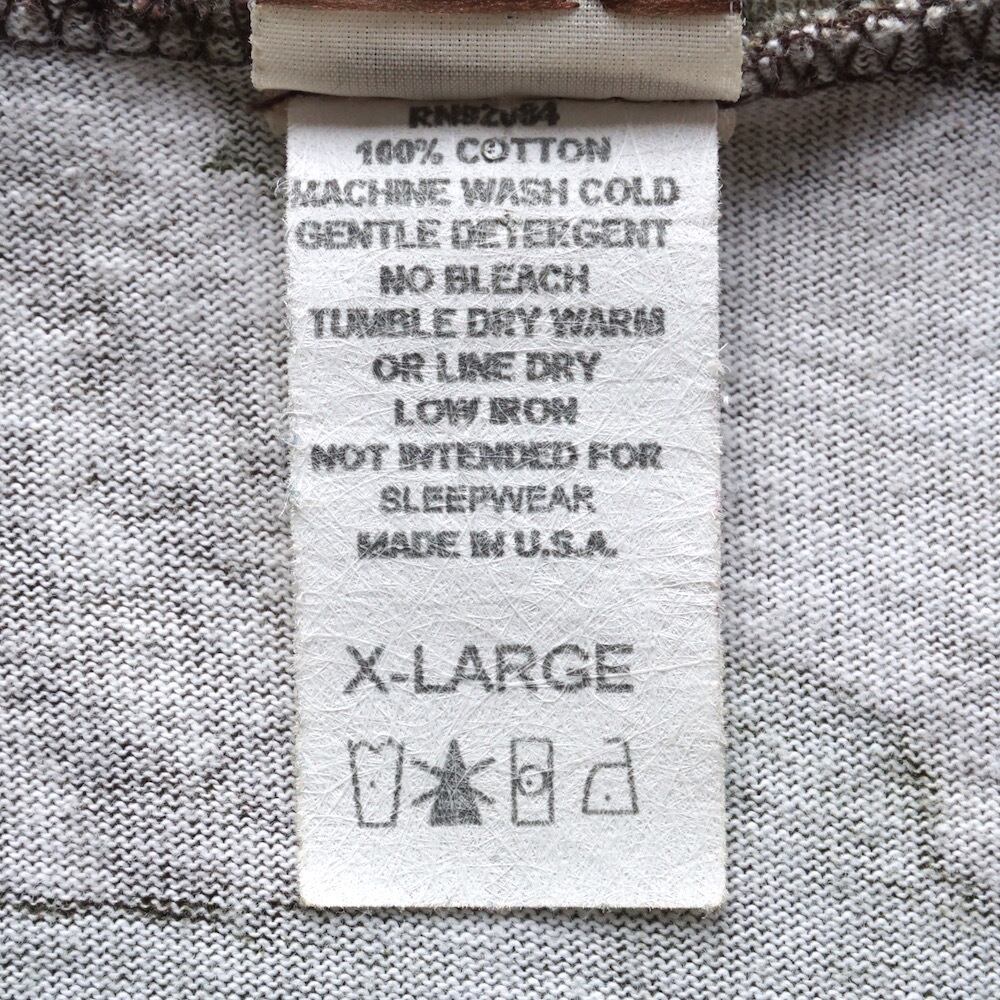 RN92084
100% COTTON
MACHINE WASH COLD
GENTLE DETERGENT
NO BLEACH
TUMBLE DRY WARM
OR LINE DRY
LOW IRON
NOT INTENDED FOR
SLEEPWEAR
MADE IN U.S.A.
X-LARGE